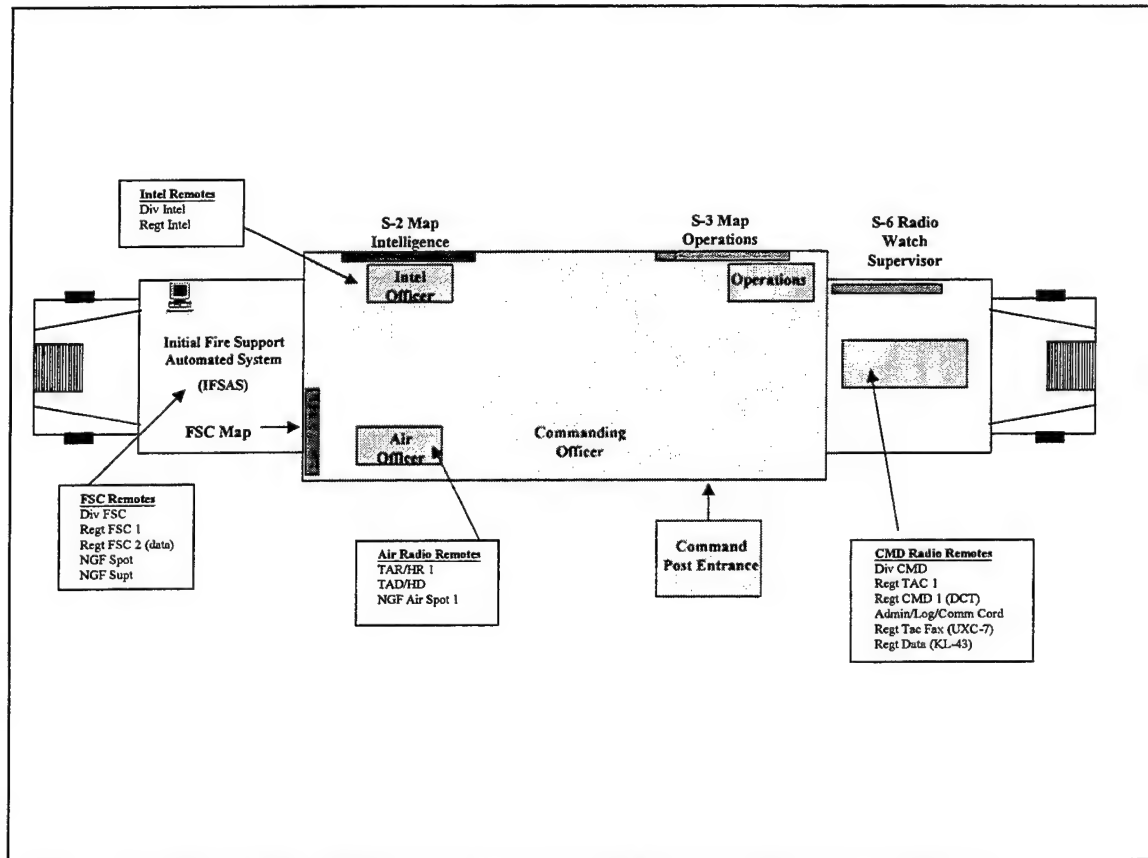 Intel Remotes
Div Intel
Regt Intel
S-2 Map
Intelligence
S-3 Map
Operations
S-6 Radio
Watch
Supervisor
Intel
Officer
Operations
Initial Fire Support
Automated System
(IFSAS)
FSC Map
Air
Officer
Commanding
Officer
FSC Remotes
Div FSC
Regt FSC 1
Regt FSC 2 (data)
NGF Spot
NGF Supt
Air Radio Remotes
TAR/HR 1
TAD/HD
NGF Air Spot 1
Command
Post Entrance
CMD Radio Remotes
Div CMD
Regt TAC 1
Regt CMD 1 (DCT)
Admin/Log/Comm Cord
Regt Tac Fax (UXC-7)
Regt Data (KL-43)